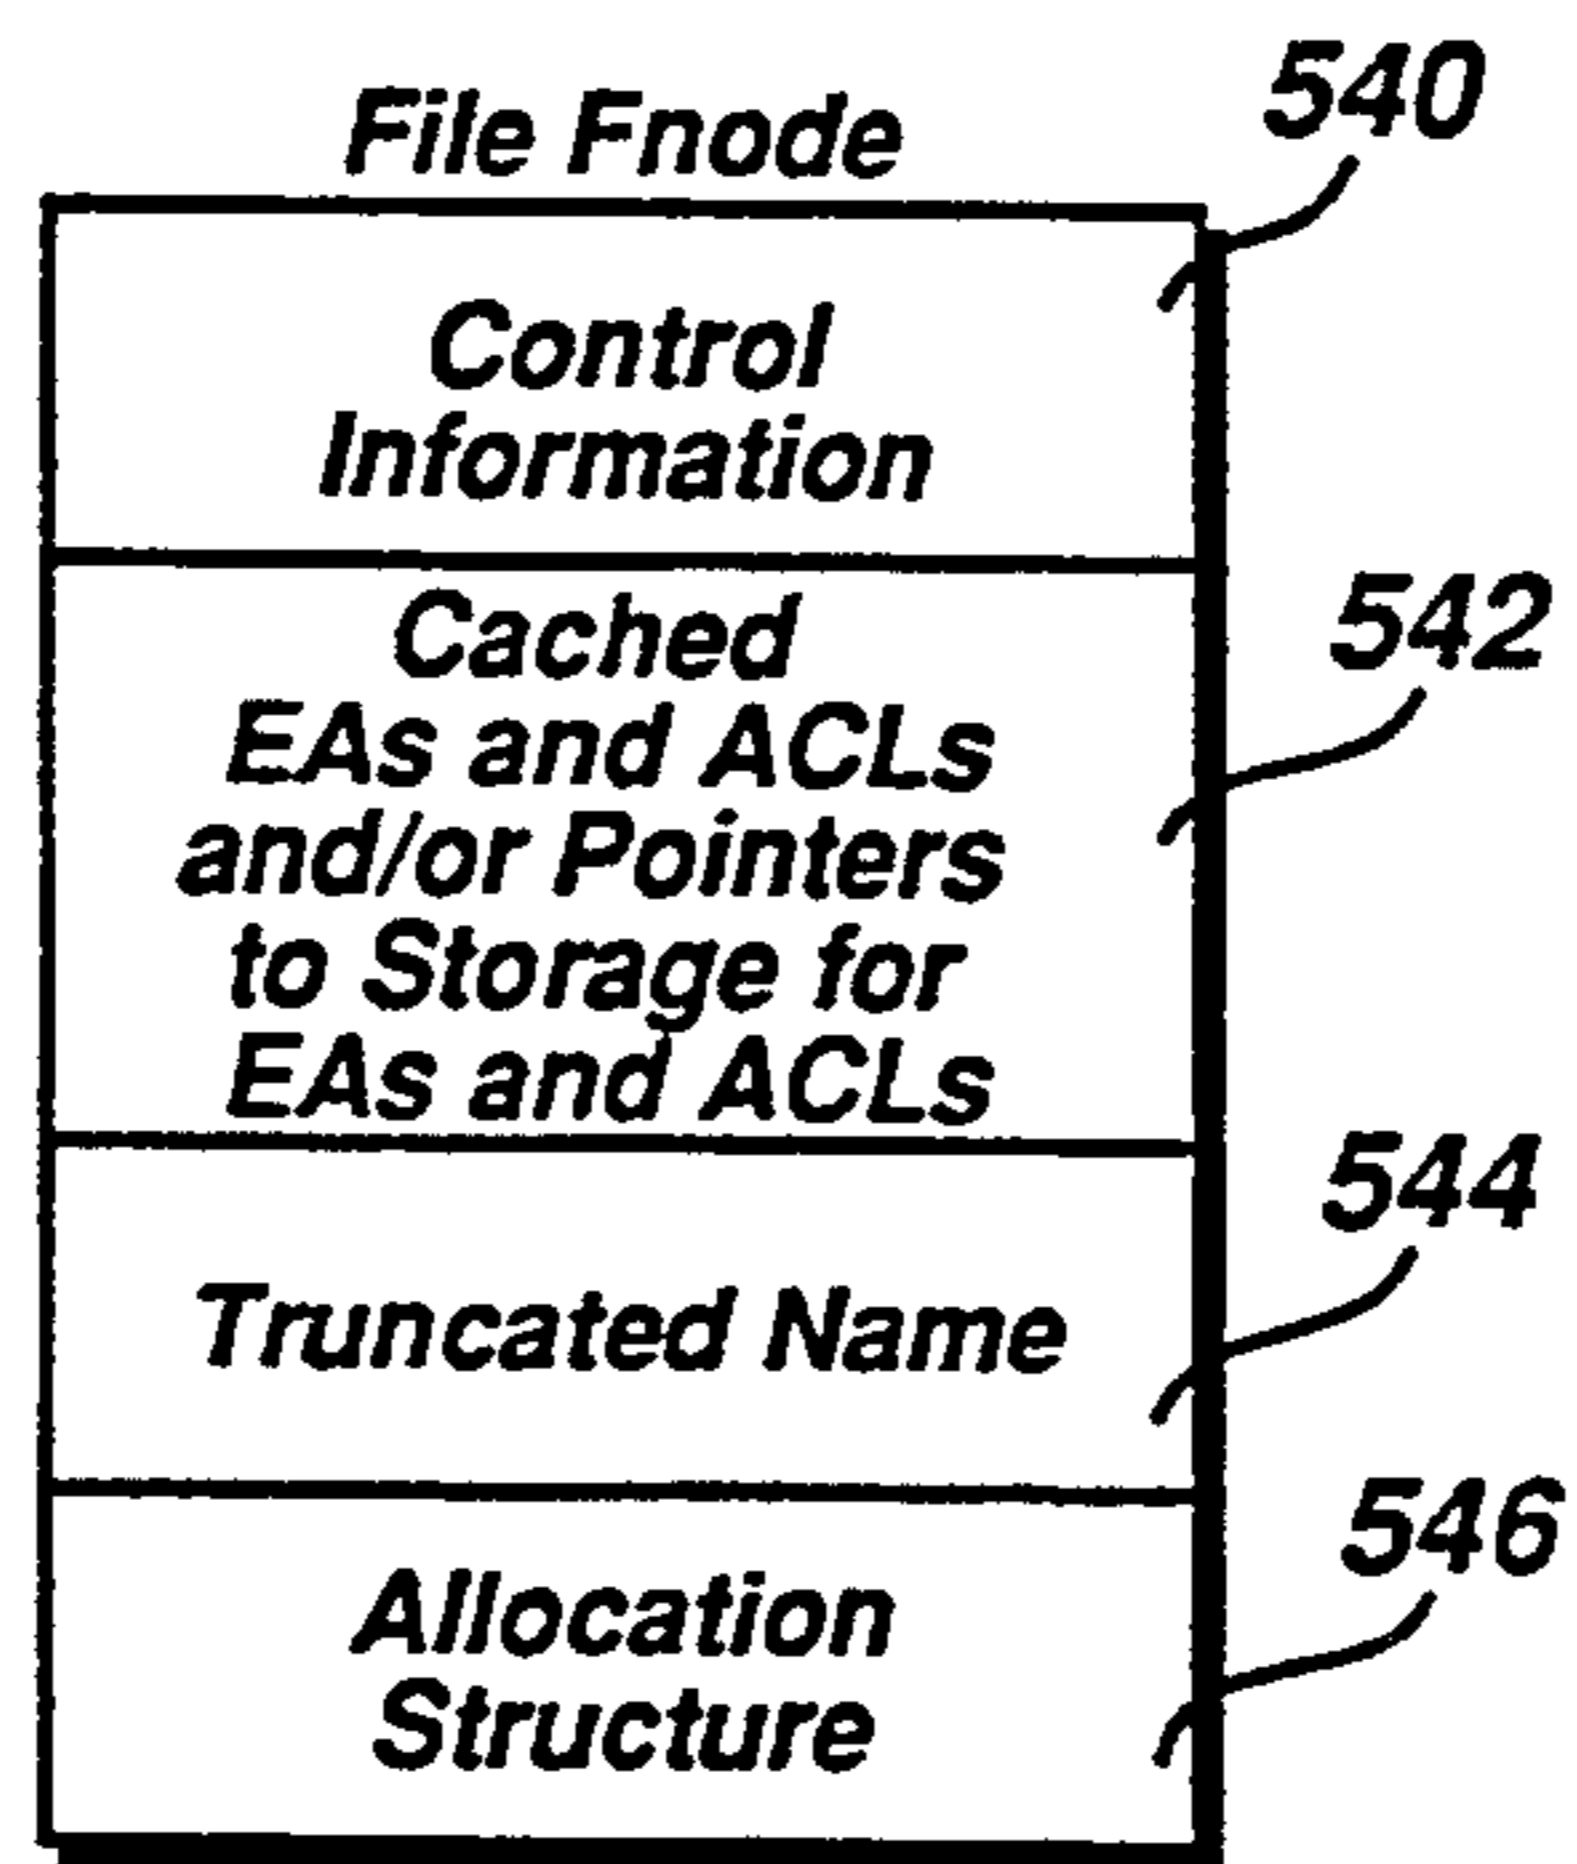 File Fnode
540
Control
Information
Cached
EAs and ACLs
and/or Pointers
to Storage for
EAs and ACLs
542
Truncated Name
544
Allocation
Structure
546